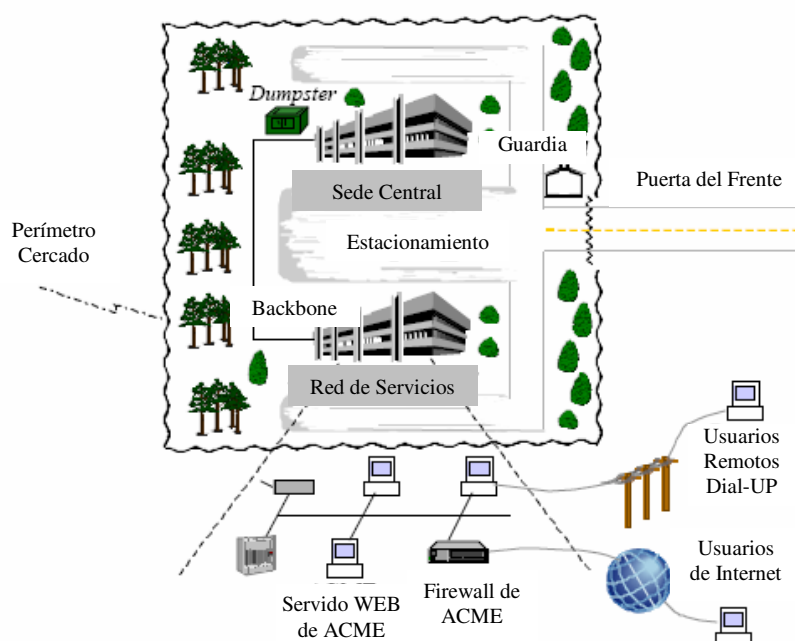 Dumpster
Guardia
Sede Central
Puerta del Frente
Perímetro
Cercado
Estacionamiento
Backbone
Red de Servicios
Usuarios
Remotos
Dial-UP
Servido WEB
de ACME
Firewall de
ACME
Usuarios
de Internet